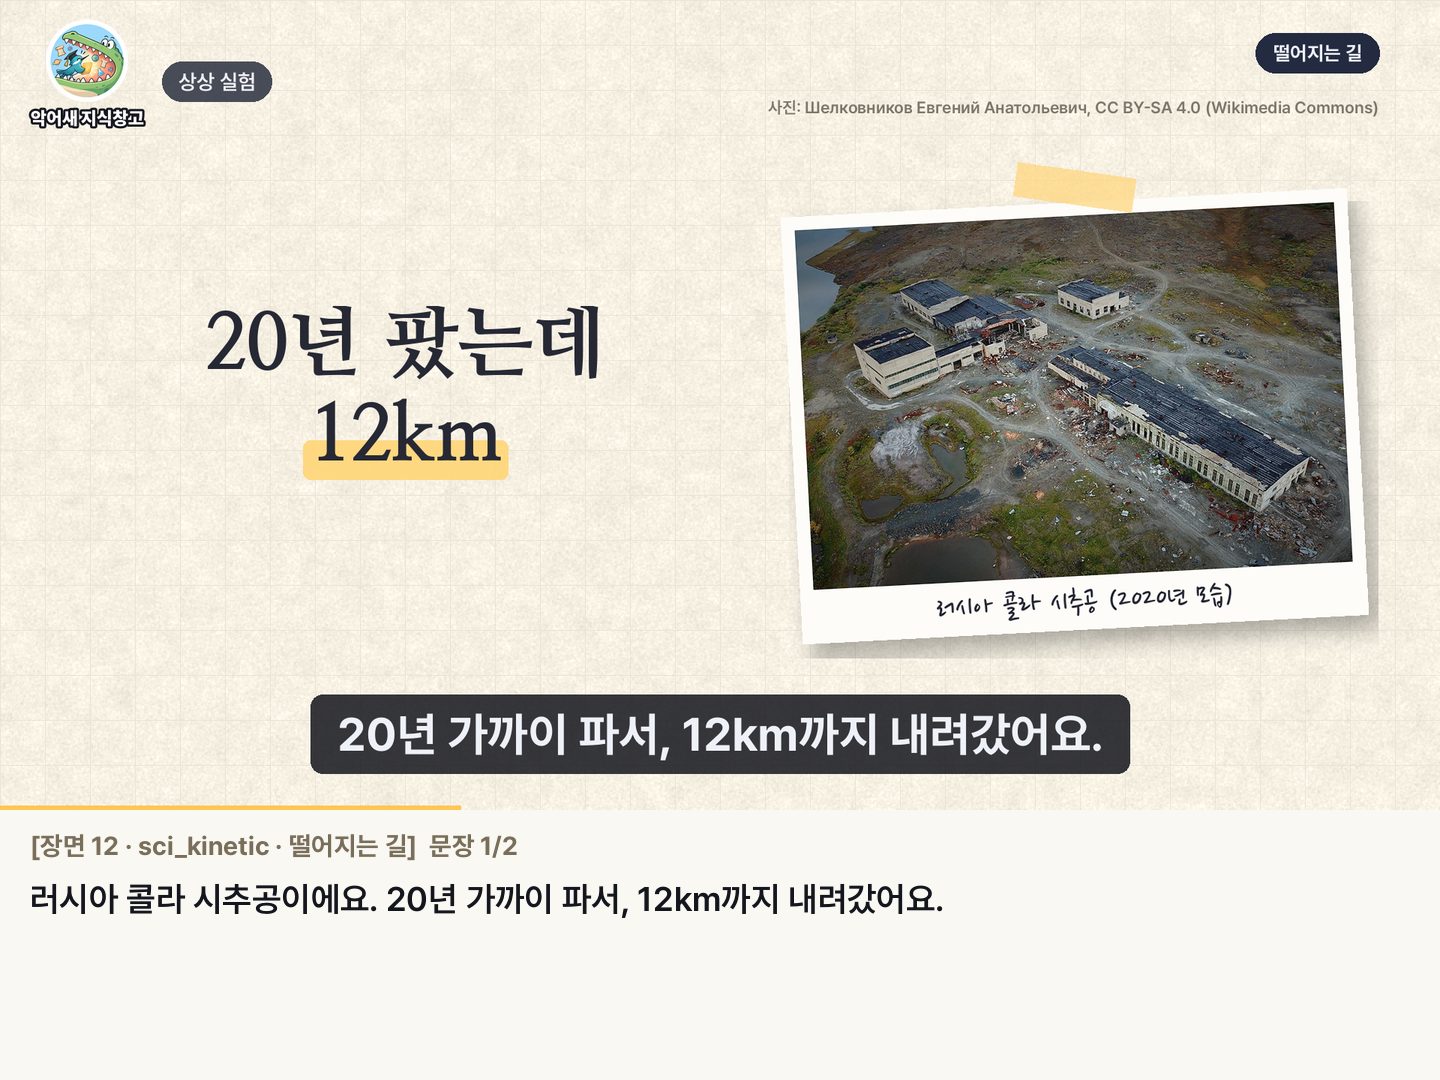 악어새 지식창고
상상 실험
떨어지는 길
사진: Шелковников Евгений Анатольевич, CC BY-SA 4.0 (Wikimedia Commons)
20년 팠는데
12km
러시아 콜라 시추공 (2020년 모습)
20년 가까이 파서, 12km까지 내려갔어요.
[장면 12 · sci_kinetic · 떨어지는 길] 문장 1/2
러시아 콜라 시추공이에요. 20년 가까이 파서, 12km까지 내려갔어요.